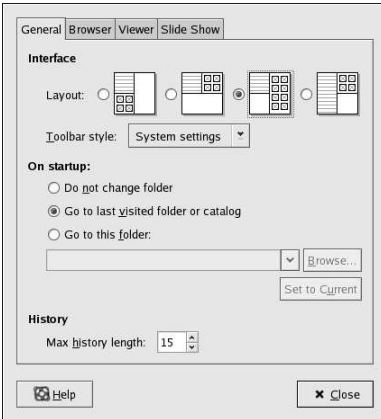 General Browser Viewer Slide Show
Interface
Layout:
Toolbar style: System settings
On startup:
Do not change folder
Go to last visited folder or catalog
Go to this folder:
Browse...
Set to Current
History
Max history length: 15
Help Close